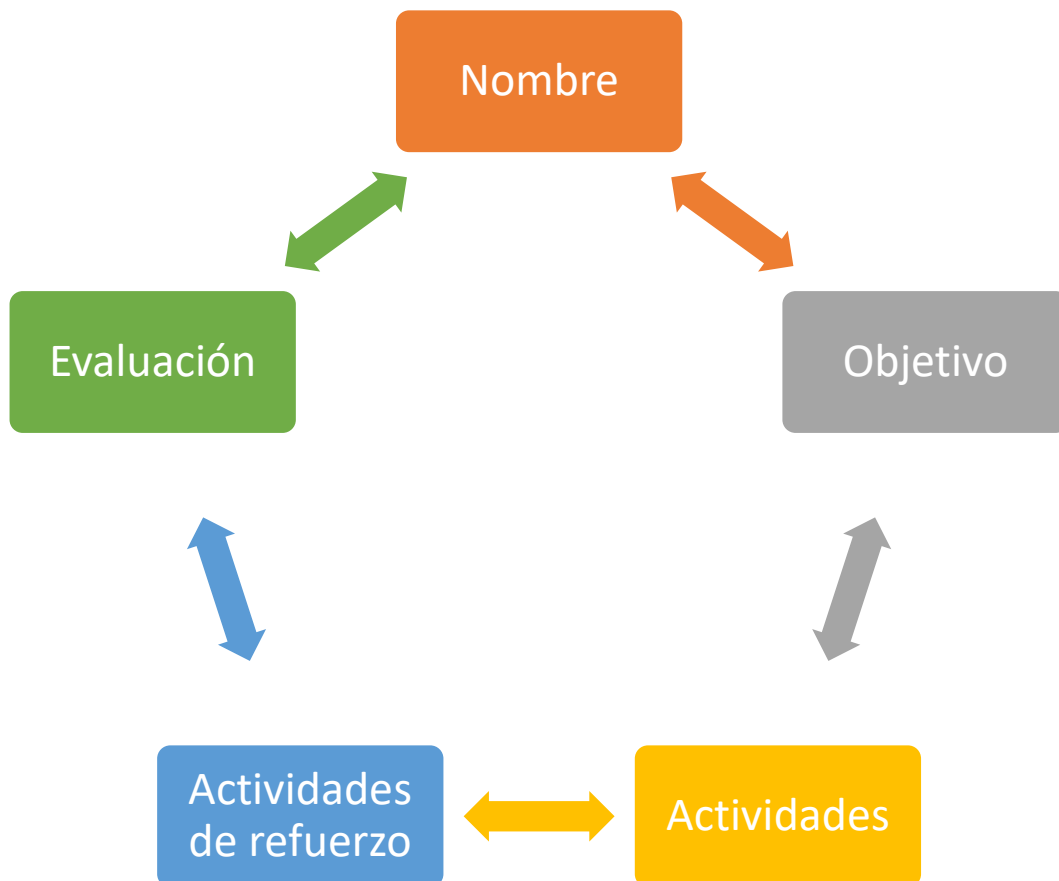 Nombre
Objetivo
Actividades
Actividades
de refuerzo
Evaluación